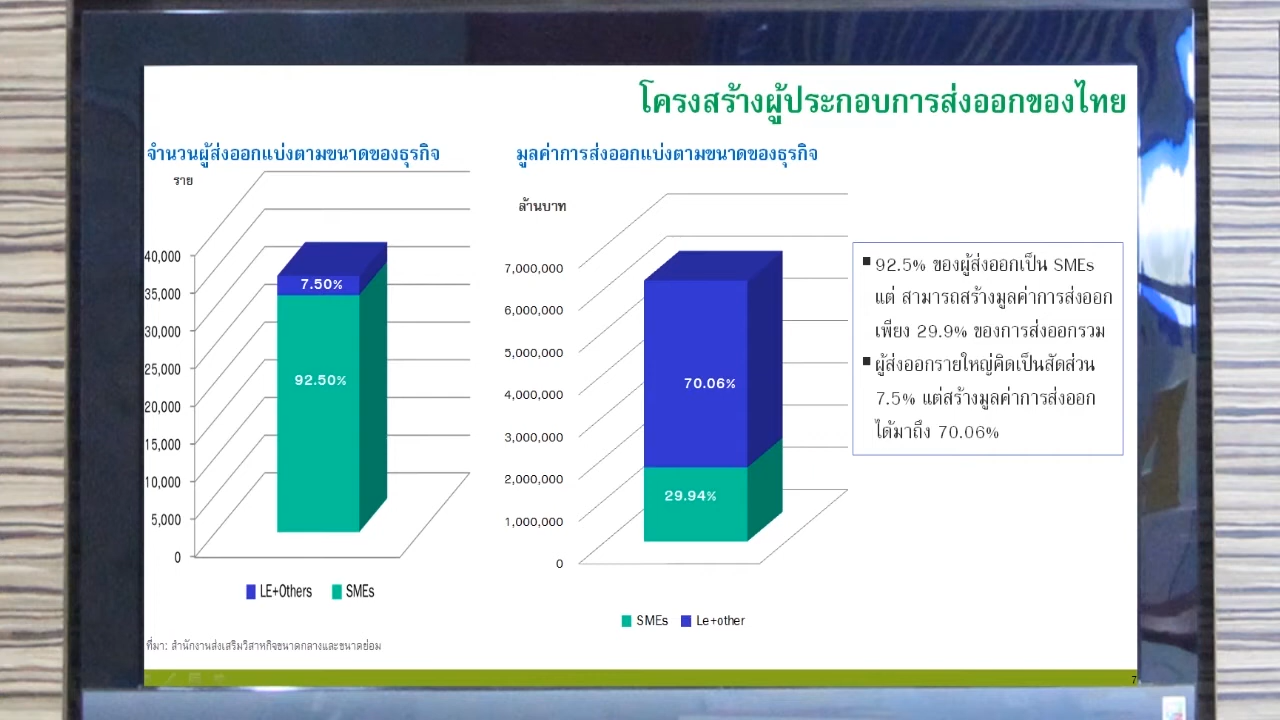 โครงสร้างผู้ประกอบการส่งออกของไทย
จำนวนผู้ส่งออกแบ่งตามขนาดของธุรกิจ
ราย
40,000
35,000
30,000
25,000
20,000
15,000
10,000
5,000
0
7.50%
92.50%
LE+Others SMEs
มูลค่าการส่งออกแบ่งตามขนาดของธุรกิจ
ล้านบาท
7,000,000
6,000,000
5,000,000
4,000,000
3,000,000
2,000,000
1,000,000
0
70.06%
29.94%
SMEs Le+other
92.5% ของผู้ส่งออกเป็น SMEs
แต่ สามารถสร้างมูลค่าการส่งออก
เพียง 29.9% ของการส่งออกรวม
ผู้ส่งออกรายใหญ่คิดเป็นสัดส่วน
7.5% แต่สร้างมูลค่าการส่งออก
ได้มาถึง 70.06%
ที่มา: สำนักงานส่งเสริมวิสาหกิจขนาดกลางและขนาดย่อม
7